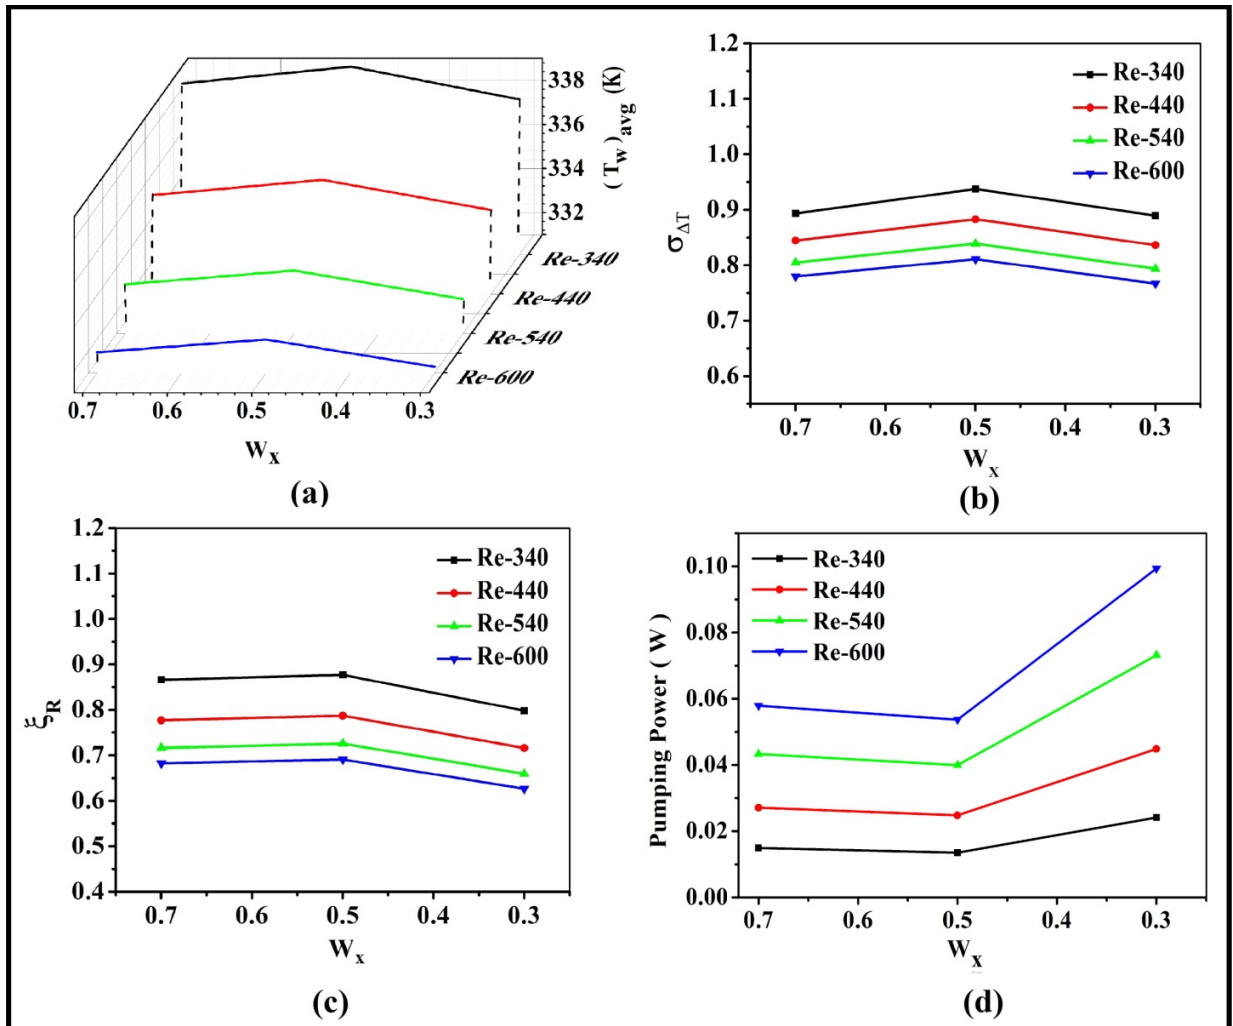 338
336
334
332
(T_w)_avg (K)
Re-340
Re-440
Re-540
Re-600
0.7 0.6 0.5 0.4 0.3
W_x
(a)
1.2
1.1
1.0
0.9
0.8
0.7
0.6
σ_ΔT
Re-340
Re-440
Re-540
Re-600
0.7 0.6 0.5 0.4 0.3
W_x
(b)
1.2
1.1
1.0
0.9
0.8
0.7
0.6
0.5
0.4
ξ_R
Re-340
Re-440
Re-540
Re-600
0.7 0.6 0.5 0.4 0.3
W_x
(c)
0.10
0.08
0.06
0.04
0.02
0.00
Pumping Power ( W )
Re-340
Re-440
Re-540
Re-600
0.7 0.6 0.5 0.4 0.3
W_x
(d)